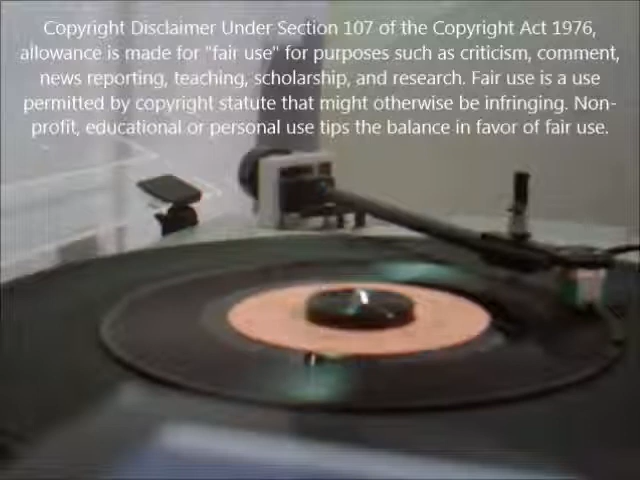 Copyright Disclaimer Under Section 107 of the Copyright Act 1976,
allowance is made for "fair use" for purposes such as criticism, comment,
news reporting, teaching, scholarship, and research. Fair use is a use
permitted by copyright statute that might otherwise be infringing. Non-
profit, educational or personal use tips the balance in favor of fair use.